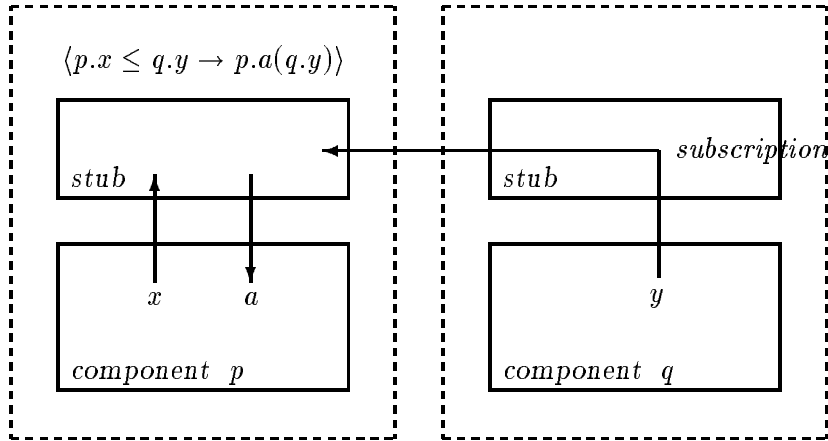 ⟨p.x ≤ q.y → p.a(q.y)⟩
subscription
stub
stub
x
a
y
component p
component q